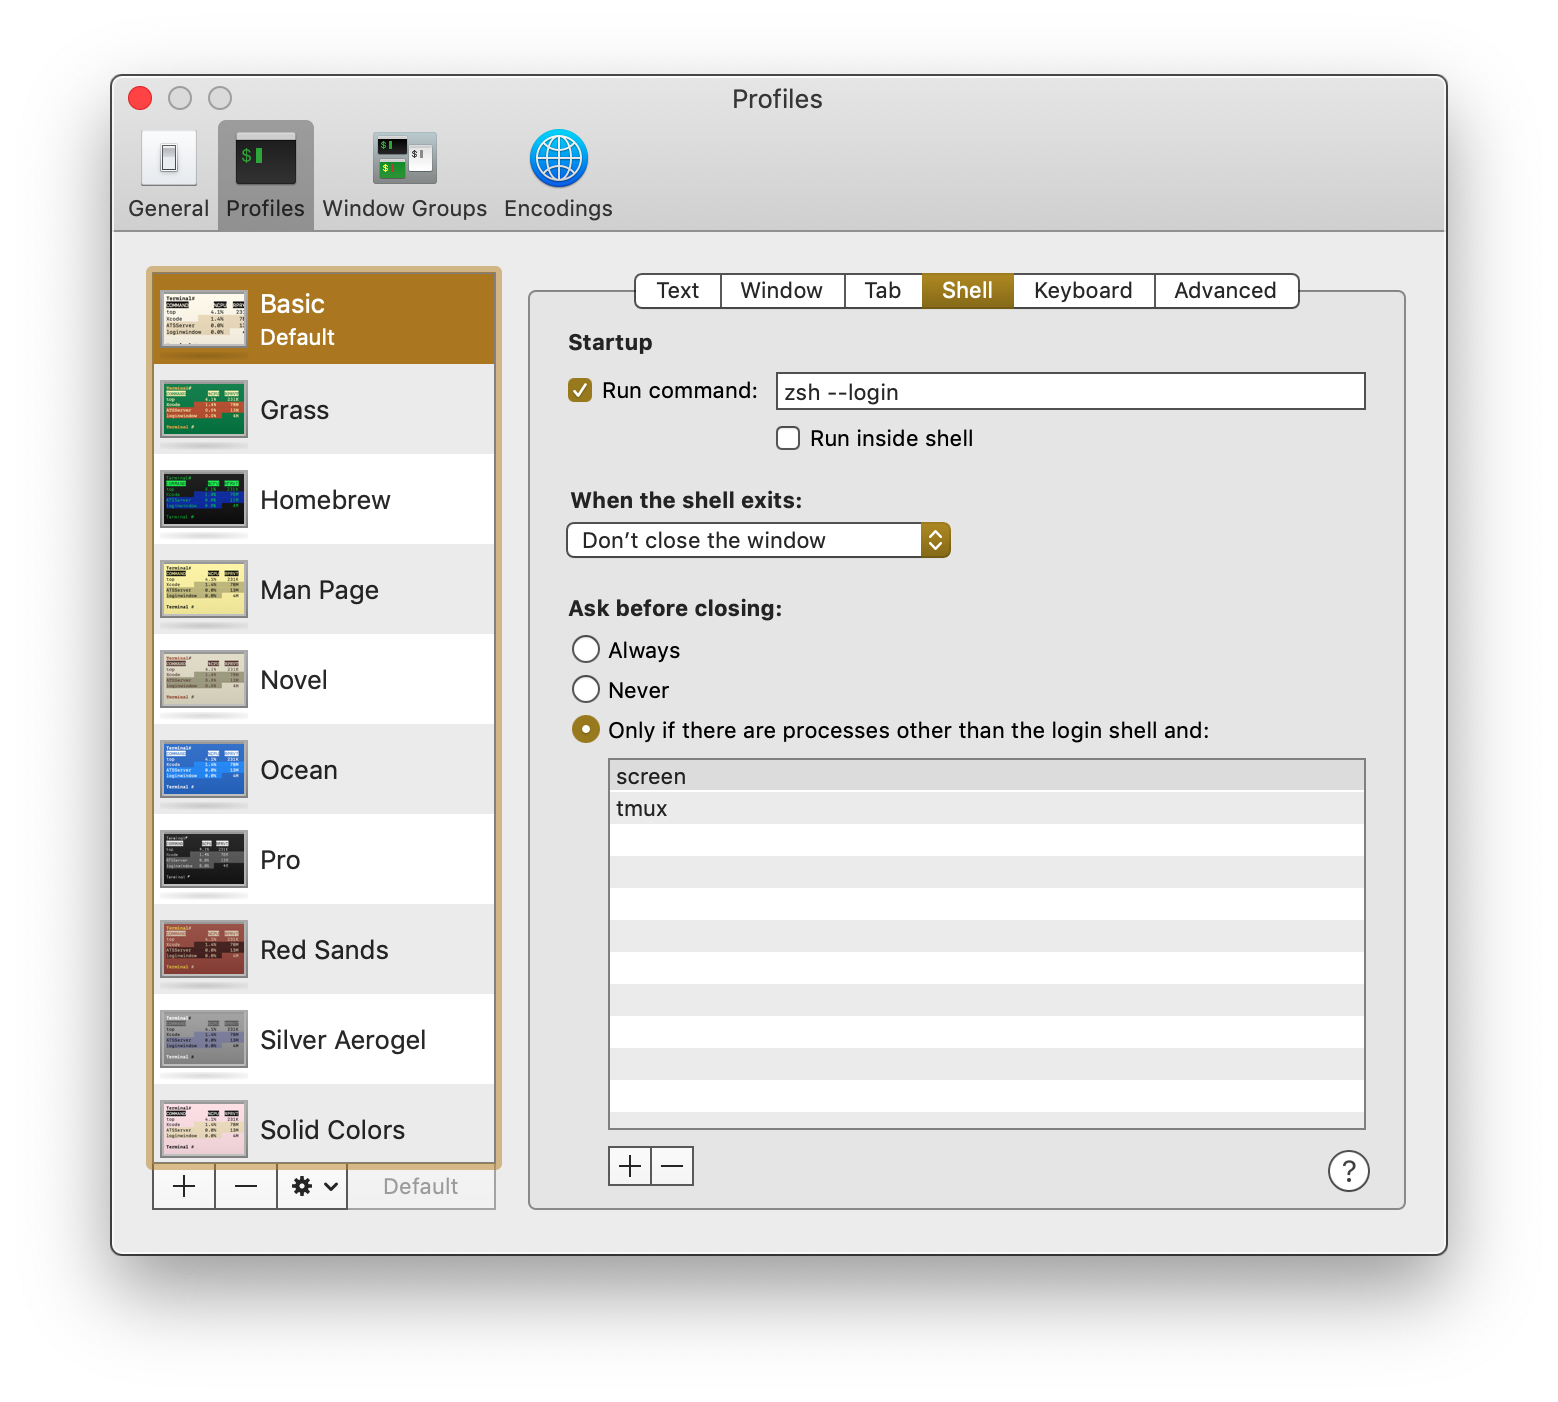 Profiles
General
Profiles
Window Groups
Encodings
Basic
Default
Grass
Homebrew
Man Page
Novel
Ocean
Pro
Red Sands
Silver Aerogel
Solid Colors
Default
Text
Window
Tab
Shell
Keyboard
Advanced
Startup
Run command:
zsh --login
Run inside shell
When the shell exits:
Don’t close the window
Ask before closing:
Always
Never
Only if there are processes other than the login shell and:
screen
tmux
?